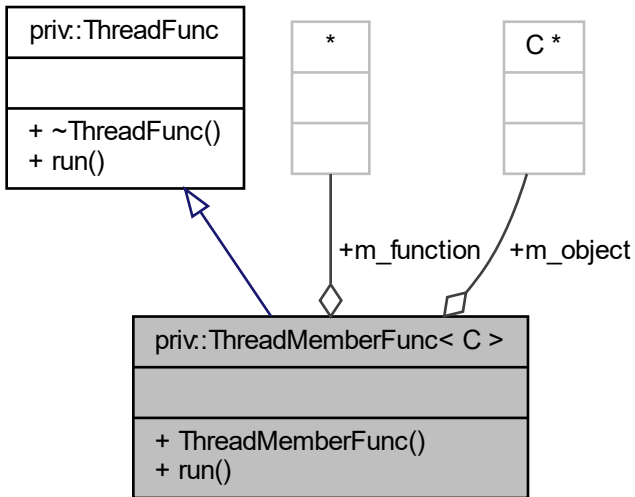 priv::ThreadFunc
+ ~ThreadFunc()
+ run()
*
C *
+m_function
+m_object
priv::ThreadMemberFunc< C >
+ ThreadMemberFunc()
+ run()